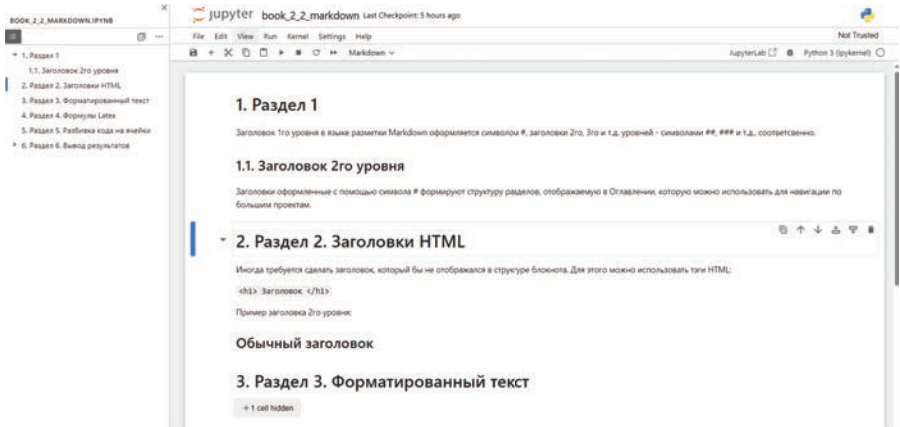 BOOK_2_2_MARKDOWN.IPYNB
1. Раздел 1
1.1. Заголовок 2го уровня
2. Раздел 2. Заголовки HTML
3. Раздел 3. Форматированный текст
4. Раздел 4. Формулы Latex
5. Раздел 5. Разбивка кода на ячейки
6. Раздел 6. Вывод результатов
jupyter book_2_2_markdown Last Checkpoint: 5 hours ago
File Edit View Run Kernel Settings Help Not Trusted
Markdown JupyterLab Python 3 (ipykernel)
1. Раздел 1
Заголовок 1го уровня в языке разметки Markdown оформляется символом #, заголовки 2го, 3го и т.д. уровней - символами ##, ### и т.д., соответсвенно.
1.1. Заголовок 2го уровня
Заголовки оформленные с помощью символа # формируют структуру разделов, отображаемую в Оглавлении, которую можно использовать для навигации по
большим проектам.
2. Раздел 2. Заголовки HTML
Иногда требуется сделать заголовок, который бы не отображался в структуре блокнота. Для этого можно использовать тэги HTML:
<h1> Заголовок </h1>
Пример заголовка 2го уровня:
Обычный заголовок
3. Раздел 3. Форматированный текст
+ 1 cell hidden